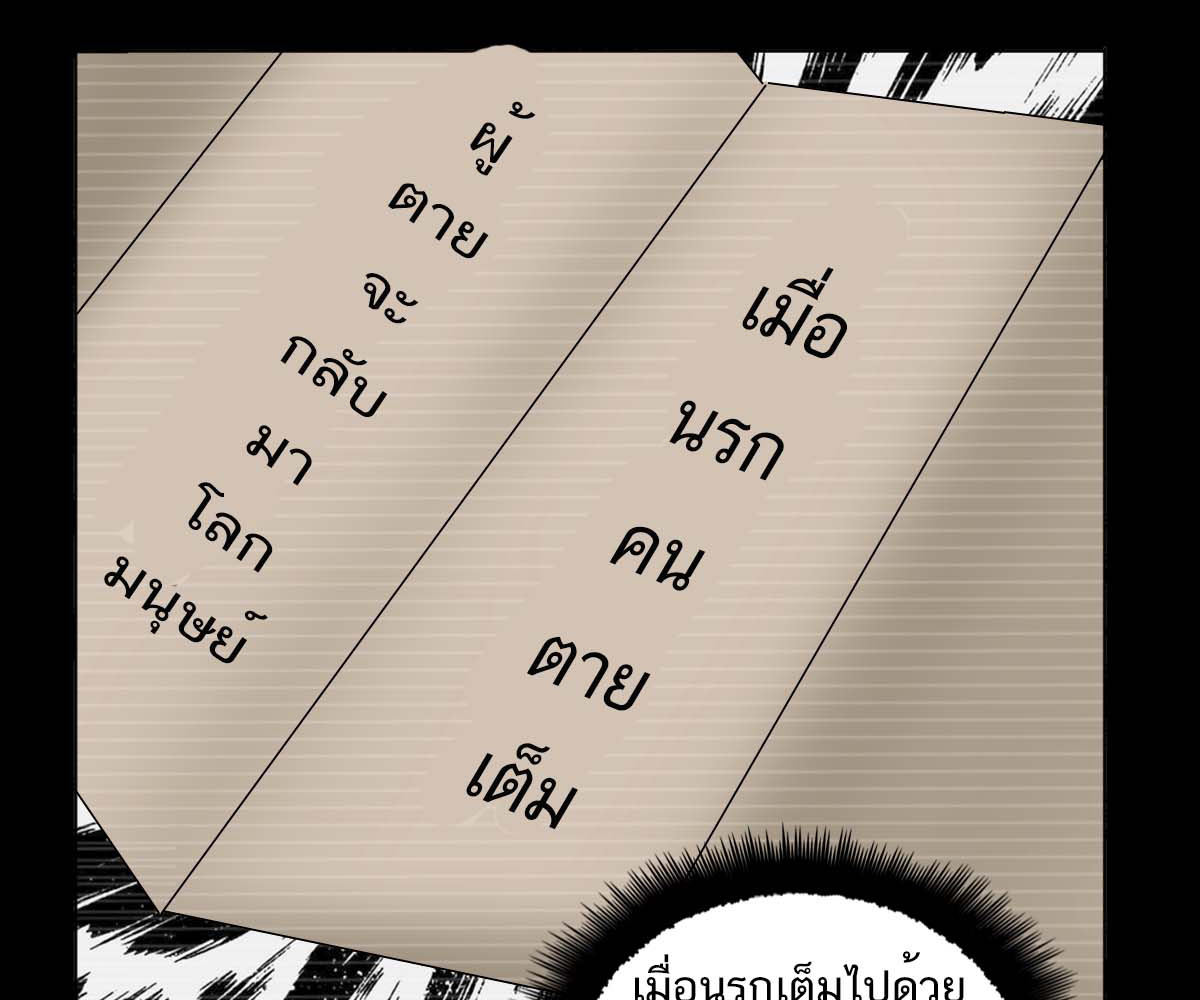 เมื่อ
นรก
คน
ตาย
เต็ม
ผู้
ตาย
จะ
กลับ
มา
โลก
มนุษย์
เมื่อนรกเต็มไปด้วย